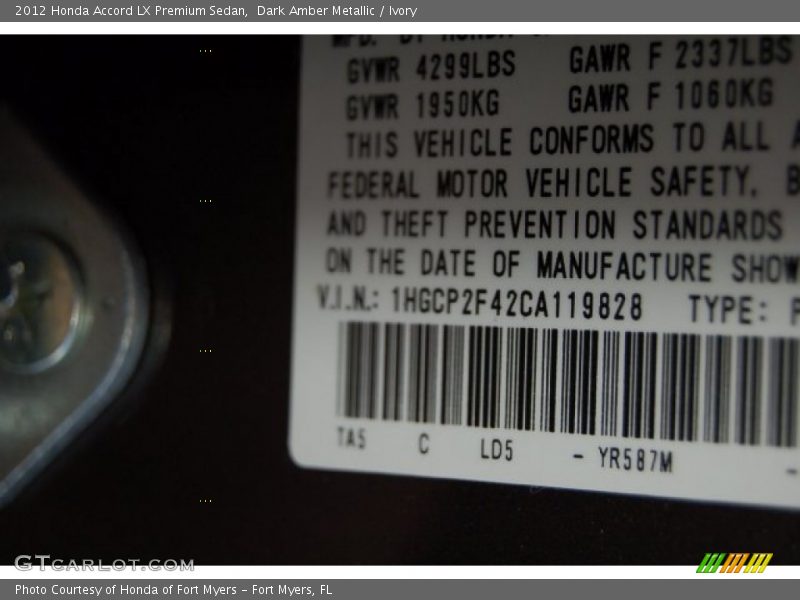 2012 Honda Accord LX Premium Sedan,  Dark Amber Metallic / Ivory
GVWR 4299LBS GAWR F 2337LBS
GVWR 1950KG GAWR F 1060KG
THIS VEHICLE CONFORMS TO ALL A
FEDERAL MOTOR VEHICLE SAFETY, B
AND THEFT PREVENTION STANDARDS
ON THE DATE OF MANUFACTURE SHOW
V.I.N.: 1HGCP2F42CA119828 TYPE: P
TA5 C LD5 - YR587M -
GTCARLOT.COM
Photo Courtesy of Honda of Fort Myers - Fort Myers, FL